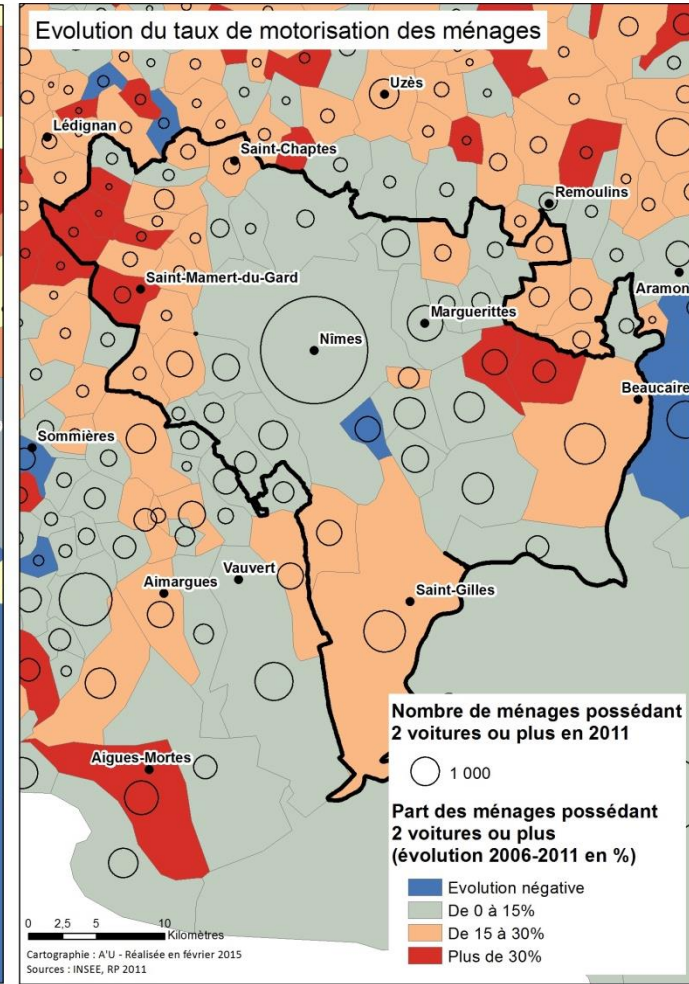 Evolution du taux de motorisation des ménages
Uzès
Lédignan
Saint-Chaptes
Remoulins
Saint-Mamert-du-Gard
Aramon
Marguerittes
Nîmes
Beaucaire
Sommières
Vauvert
Aimargues
Saint-Gilles
Aigues-Mortes
Nombre de ménages possédant
2 voitures ou plus en 2011
1 000
Part des ménages possédant
2 voitures ou plus
(évolution 2006-2011 en %)
Evolution négative
De 0 à 15%
De 15 à 30%
Plus de 30%
0 2,5 5 10
Kilomètres
Cartographie : A'U - Réalisée en février 2015
Sources : INSEE, RP 2011